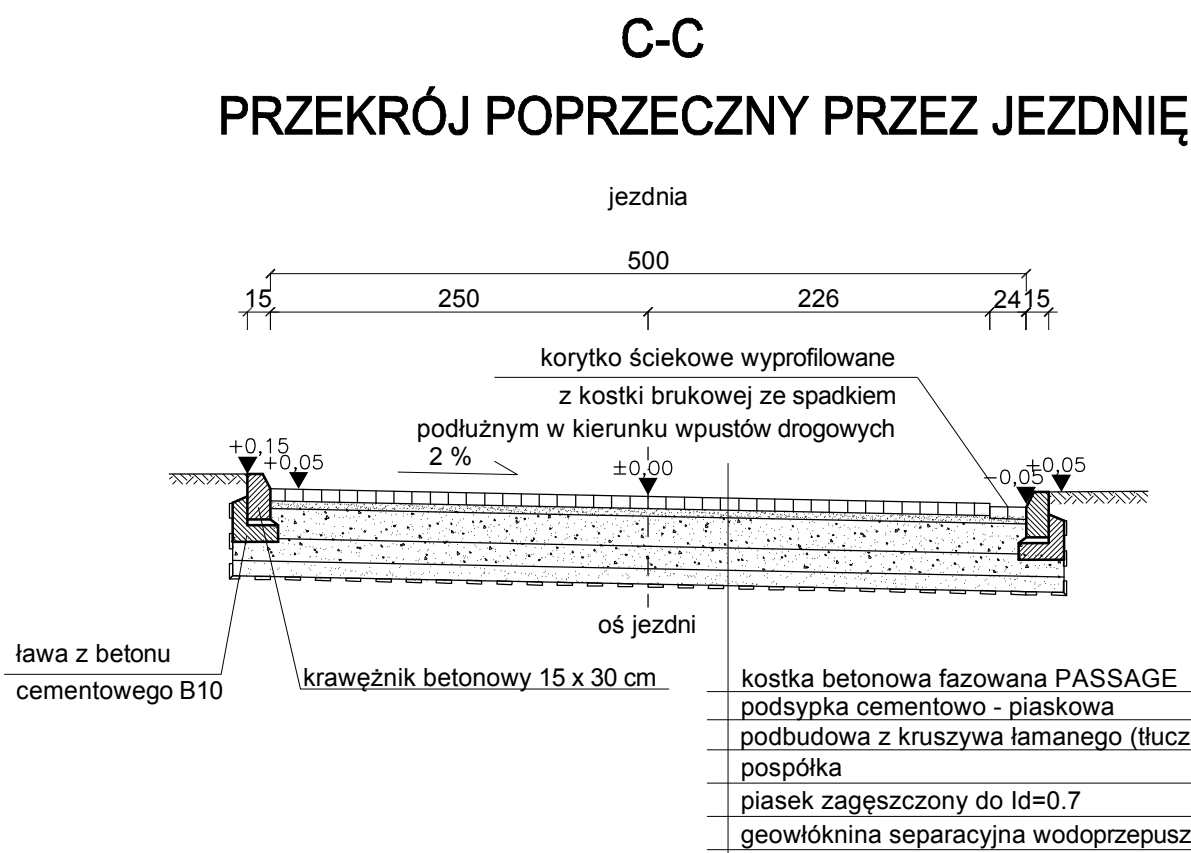 C-C
PRZEKRÓJ POPRZECZNY PRZEZ JEZDNIĘ
jezdnia
500
15 250 226 24 15
korytko ściekowe wyprofilowane
z kostki brukowej ze spadkiem
podłużnym w kierunku wpustów drogowych
+0,15
+0,05
2 %
±0,00
-0,05
+0,05
oś jezdni
ława z betonu
cementowego B10
krawężnik betonowy 15 x 30 cm
kostka betonowa fazowana PASSAGE
podsypka cementowo - piaskowa
podbudowa z kruszywa łamanego (tłucz
pospółka
piasek zagęszczony do Id=0.7
geowłóknina separacyjna wodoprzepusz